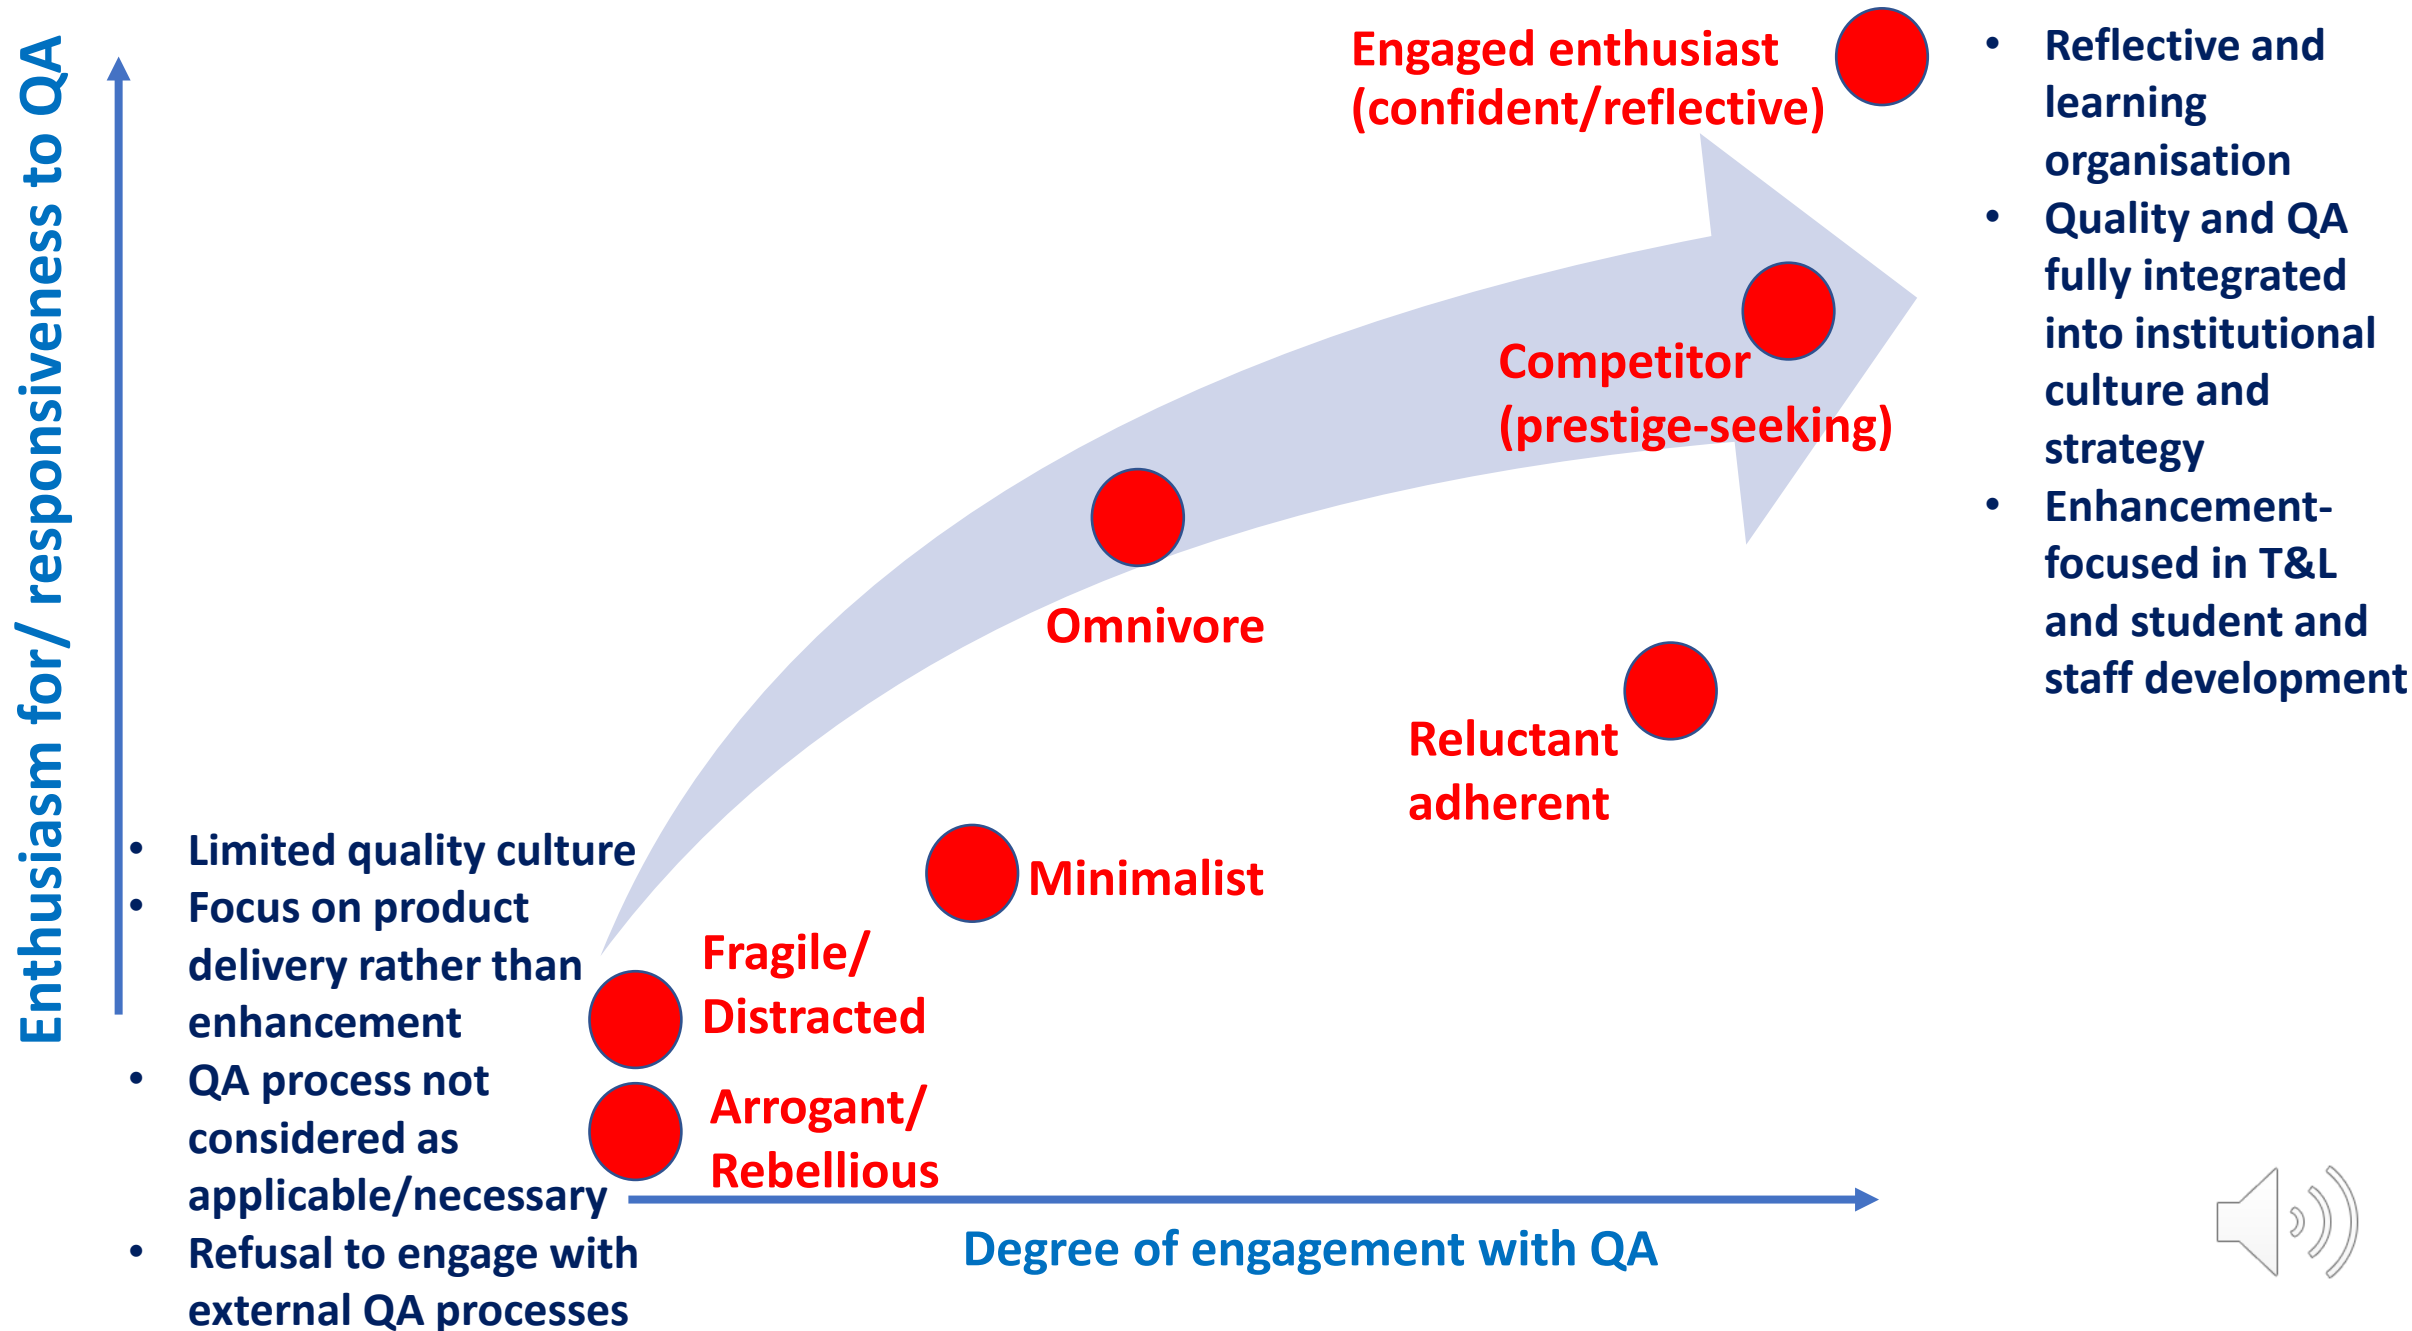 Enthusiasm for/ responsiveness to QA
Engaged enthusiast
(confident/reflective)
Competitor
(prestige-seeking)
Omnivore
Reluctant
adherent
Minimalist
Fragile/
Distracted
Arrogant/
Rebellious
• Limited quality culture
• Focus on product
delivery rather than
enhancement
• QA process not
considered as
applicable/necessary
• Refusal to engage with
external QA processes
Degree of engagement with QA
• Reflective and
learning
organisation
• Quality and QA
fully integrated
into institutional
culture and
strategy
• Enhancement-
focused in T&L
and student and
staff development